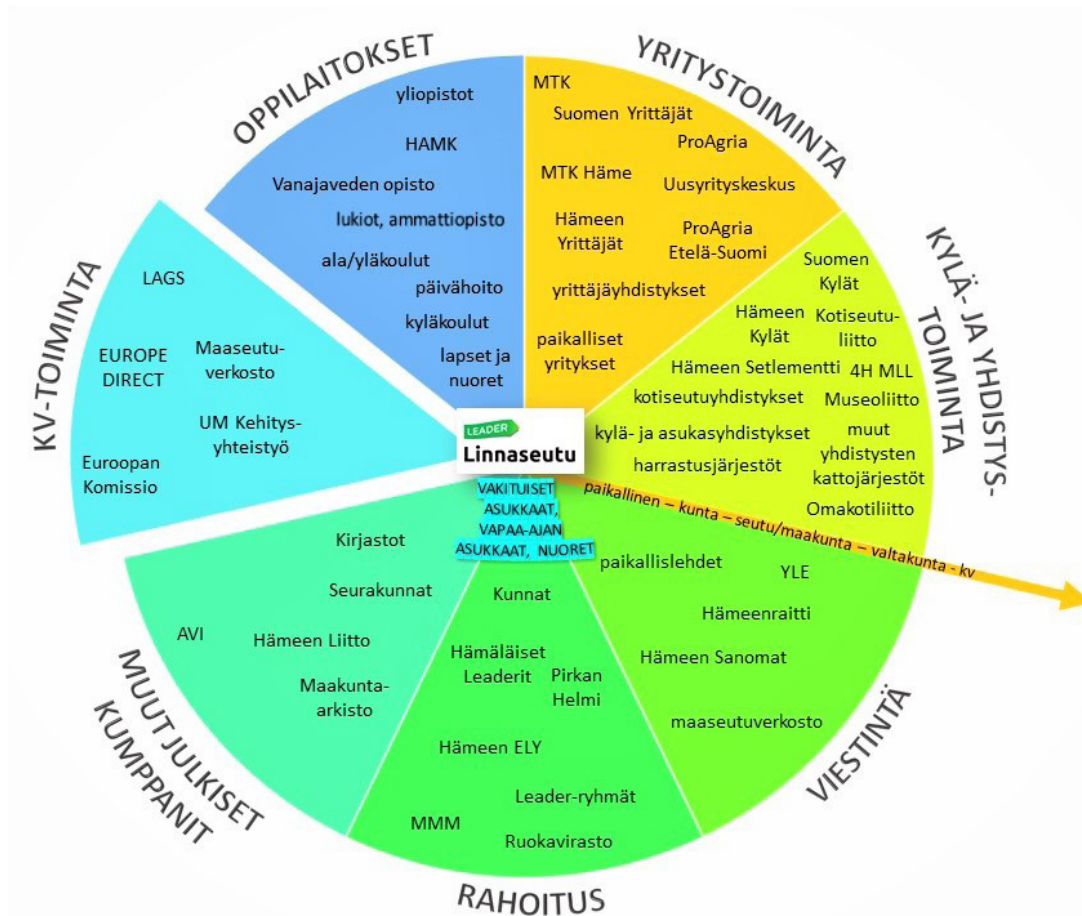 OPPILAITOKSET
yliopistot
HAMK
Vanajaveden opisto
lukiot, ammattiopisto
ala/yläkoulut
päivähoito
kyläkoulut
lapset ja
nuoret
YRITYSTOIMINTA
MTK
Suomen Yrittäjät
ProAgria
MTK Häme
Uusyrityskeskus
Hämeen
Yrittäjät
ProAgria
Etelä-Suomi
yrittäjäyhdistykset
paikalliset
yritykset
KYLÄ- JA YHDISTYS-
TOIMINTA
Suomen
Kylät
Hämeen
Kylät
Kotiseutu-
liitto
Hämeen Setlementti
4H MLL
kotiseutuyhdistykset
Museoliitto
kylä- ja asukasyhdistykset
muut
yhdistysten
kattojärjestöt
harrastusjärjestöt
Omakotiliitto
paikallinen – kunta – seutu/maakunta – valtakunta - kv
VIESTINTÄ
paikallislehdet
YLE
Hämeenraitti
Hämeen Sanomat
maaseutuverkosto
RAHOITUS
Kunnat
Hämäläiset
Leaderit
Pirkan
Helmi
Hämeen ELY
Leader-ryhmät
MMM
Ruokavirasto
MUUT JULKISET
KUMPPANIT
Kirjastot
Seurakunnat
AVI
Hämeen Liitto
Maakunta-
arkisto
KV-TOIMINTA
LAGS
EUROPE
DIRECT
Maaseutu-
verkosto
UM Kehitys-
yhteistyö
Euroopan
Komissio
LEADER
Linnaseutu
VAKITUISET
ASUKKAAT,
VAPAA-AJAN
ASUKKAAT, NUORET